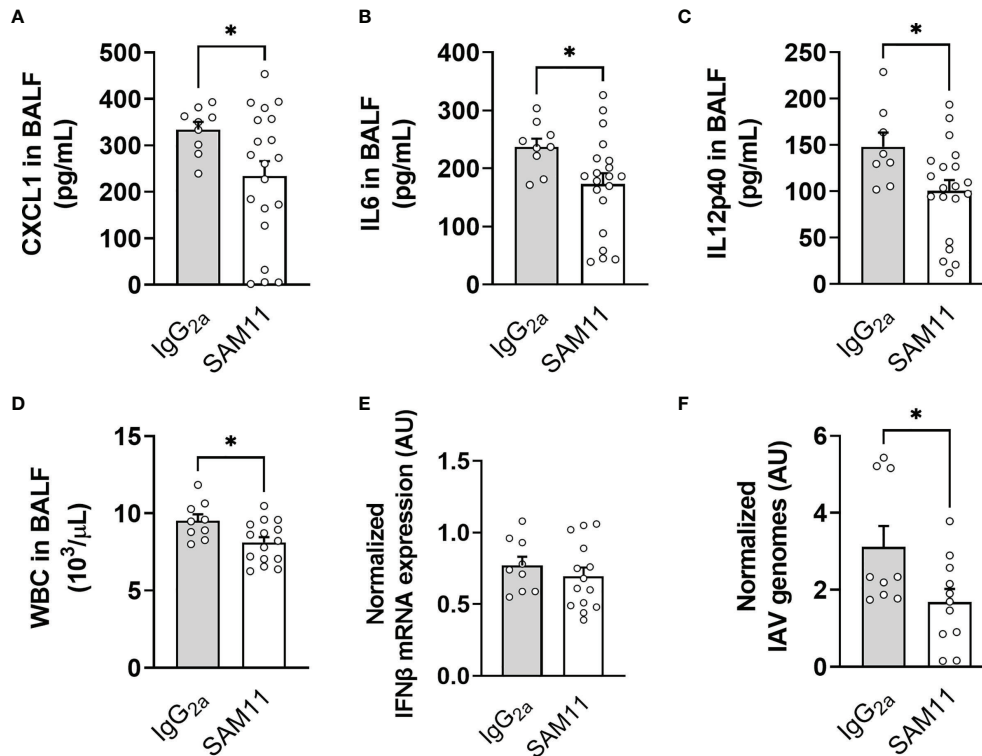 A
CXCL1 in BALF
(pg/mL)
500
400
300
200
100
0
*
IgG2a
SAM11
B
IL6 in BALF
(pg/mL)
400
300
200
100
0
*
IgG2a
SAM11
C
IL12p40 in BALF
(pg/mL)
250
200
150
100
50
0
*
IgG2a
SAM11
D
WBC in BALF
(10³/µL)
15
10
5
0
*
IgG2a
SAM11
E
Normalized
IFNβ mRNA expression (AU)
1.5
1.0
0.5
0.0
IgG2a
SAM11
F
Normalized
IAV genomes (AU)
6
4
2
0
*
IgG2a
SAM11